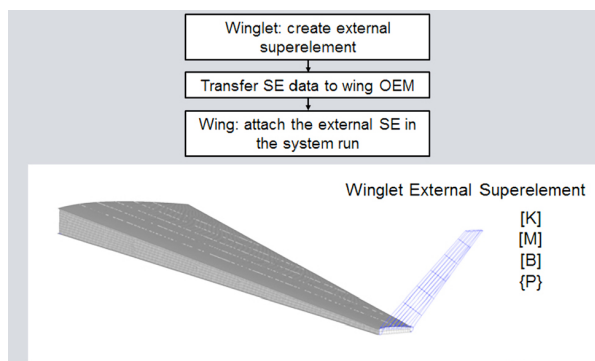 Winglet: create external
superelement
Transfer SE data to wing OEM
Wing: attach the external SE in
the system run
Winglet External Superelement
[K]
[M]
[B]
{P}